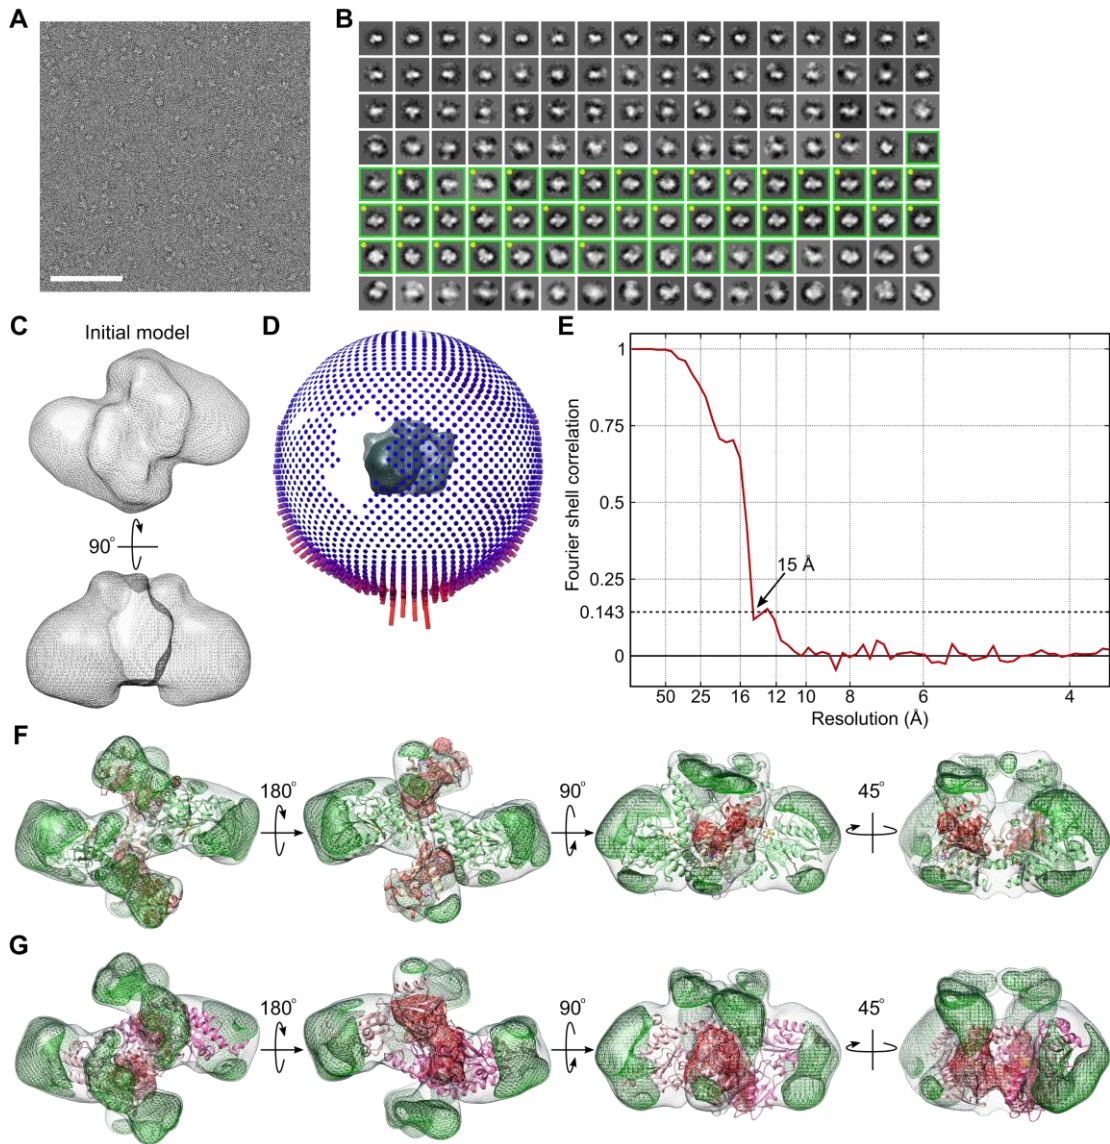 A
B
C
Initial model
90°
D
E
Fourier shell correlation
1
0.75
0.5
0.25
0.143
0
15 Å
50 25 16 12 10 8 6 4
Resolution (Å)
F
180°
90°
45°
G
180°
90°
45°